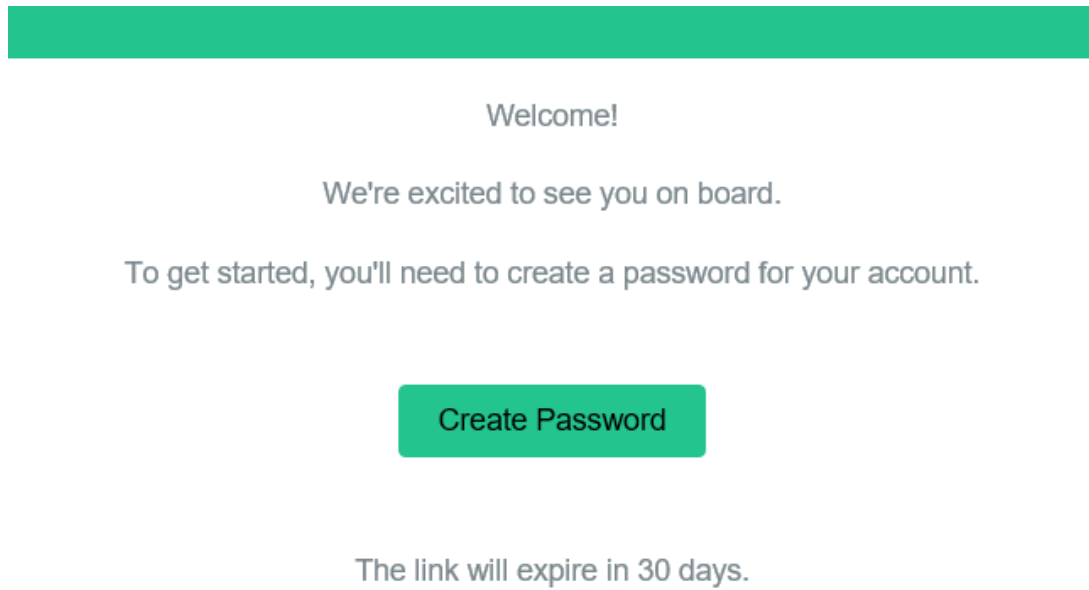 Welcome!
We're excited to see you on board.
To get started, you'll need to create a password for your account.
Create Password
The link will expire in 30 days.